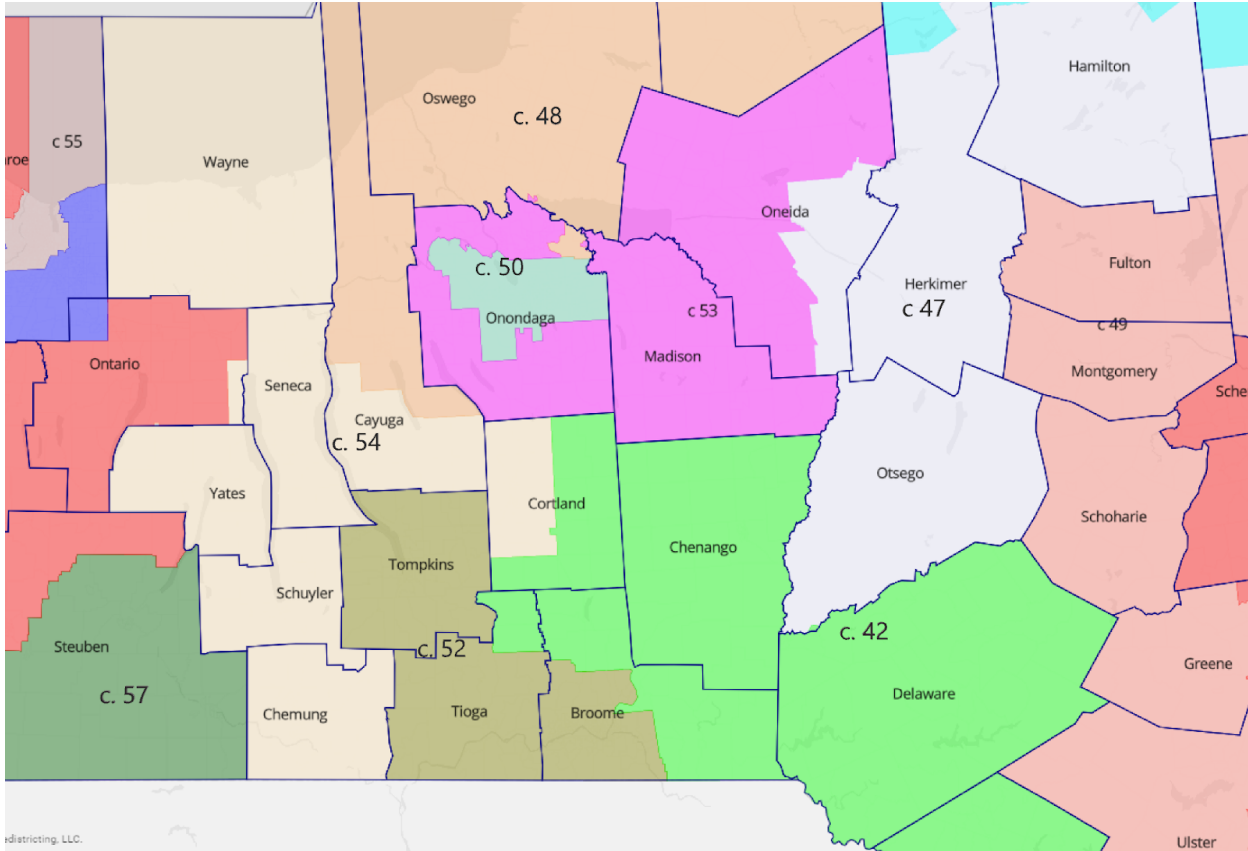 Hamilton
Oswego
c. 48
c 55
Wayne
roe
Oneida
Fulton
c. 50
Herkimer
c 47
Onondaga
c 53
c 49
Ontario
Madison
Montgomery
Seneca
Sche
Cayuga
c. 54
Otsego
Yates
Cortland
Schoharie
Chenango
Tompkins
Schuyler
c. 42
Steuben
c. 52
Greene
c. 57
Delaware
Chemung
Tioga
Broome
edistricting, LLC.
Ulster